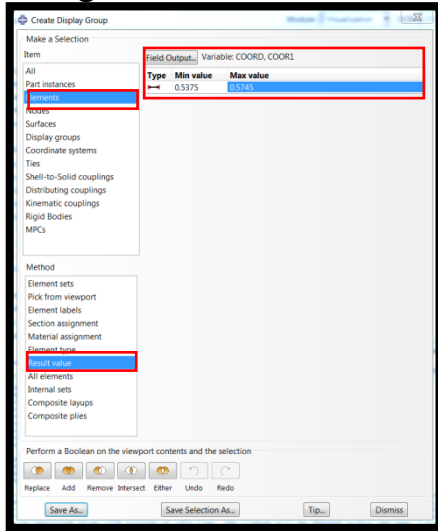 Create Display Group
Make a Selection
Item
All
Part instances
Elements
Nodes
Surfaces
Display groups
Coordinate systems
Ties
Shell-to-Solid couplings
Distributing couplings
Kinematic couplings
Rigid Bodies
MPCs
Field Output... Variable: COORD, COOR1
Type Min value Max value
0.5375 0.5745
Method
Element sets
Pick from viewport
Element labels
Section assignment
Material assignment
Element type
Result value
All elements
Internal sets
Composite layups
Composite plies
Perform a Boolean on the viewport contents and the selection
Replace Add Remove Intersect Either Undo Redo
Save As... Save Selection As... Tip... Dismiss